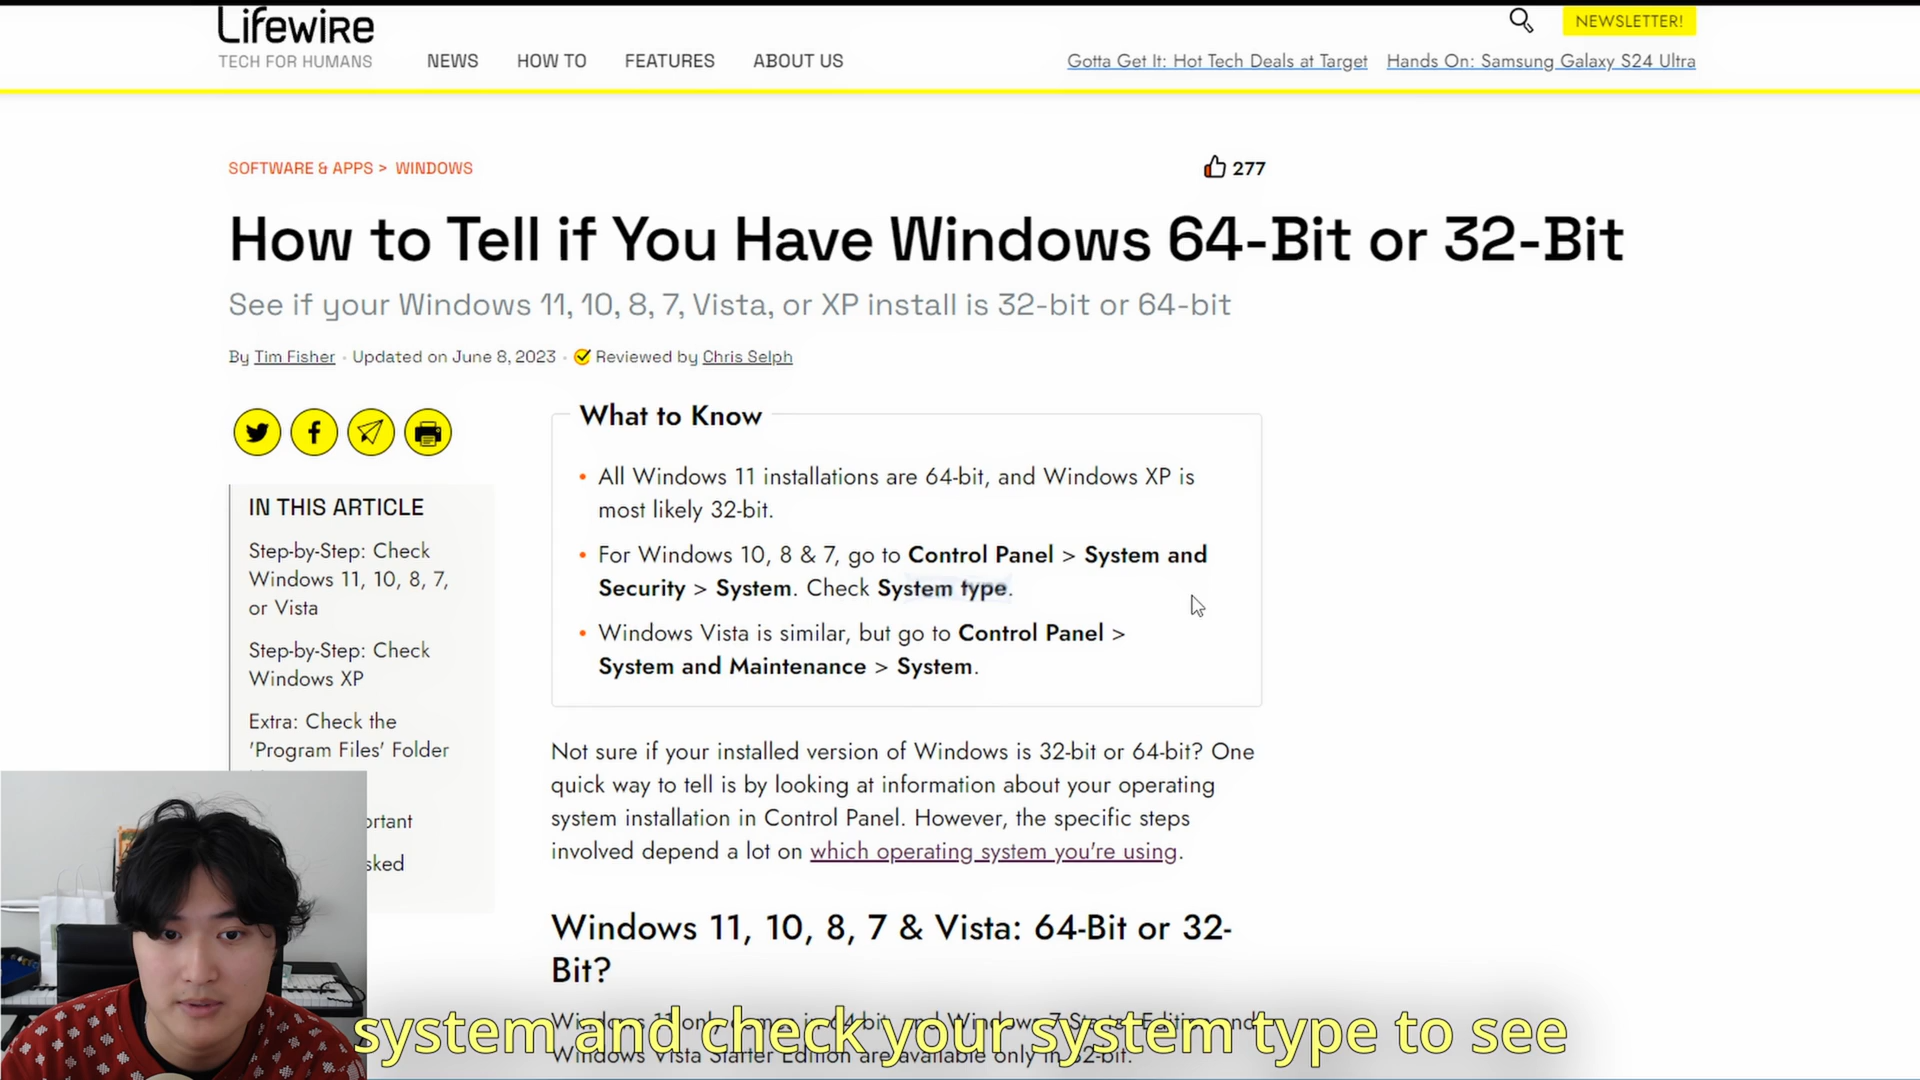 Lifewire
TECH FOR HUMANS
NEWS
HOW TO
FEATURES
ABOUT US
NEWSLETTER!
Gotta Get It: Hot Tech Deals at Target
Hands On: Samsung Galaxy S24 Ultra
SOFTWARE & APPS > WINDOWS
277
How to Tell if You Have Windows 64-Bit or 32-Bit
See if your Windows 11, 10, 8, 7, Vista, or XP install is 32-bit or 64-bit
By Tim Fisher • Updated on June 8, 2023 • Reviewed by Chris Selph
IN THIS ARTICLE
Step-by-Step: Check
Windows 11, 10, 8, 7,
or Vista
Step-by-Step: Check
Windows XP
Extra: Check the
'Program Files' Folder
What to Know
• All Windows 11 installations are 64-bit, and Windows XP is
most likely 32-bit.
• For Windows 10, 8 & 7, go to Control Panel > System and
Security > System. Check System type.
• Windows Vista is similar, but go to Control Panel >
System and Maintenance > System.
Not sure if your installed version of Windows is 32-bit or 64-bit? One
quick way to tell is by looking at information about your operating
system installation in Control Panel. However, the specific steps
involved depend a lot on which operating system you're using.
Windows 11, 10, 8, 7 & Vista: 64-Bit or 32-
Bit?
Windows Vista Starter Edition are available only in 32-bit.
system and check your system type to see